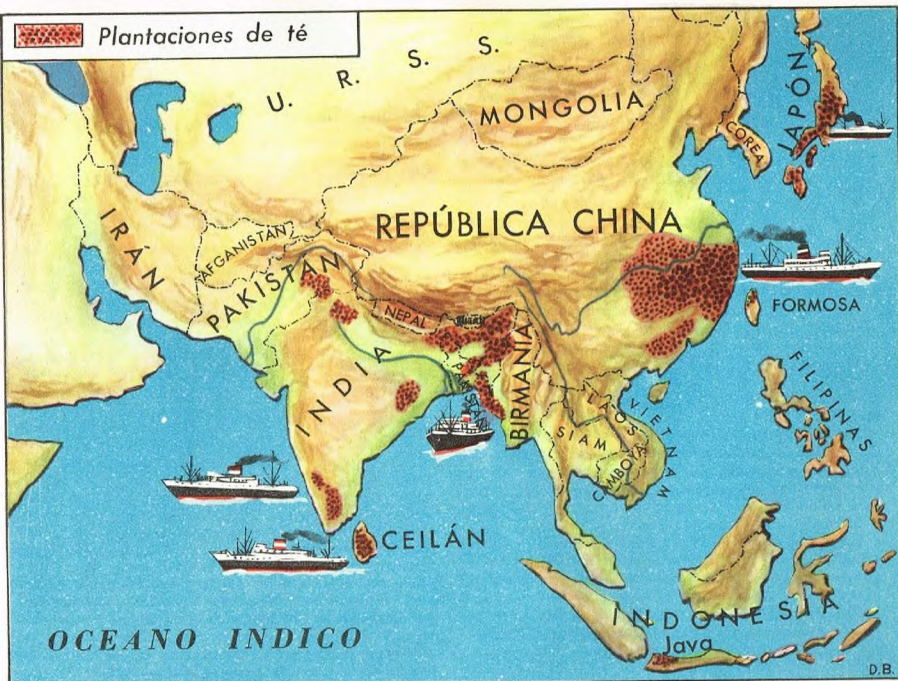 Plantaciones de té
U. R. S. S.
MONGOLIA
COREA
JAPÓN
REPÚBLICA CHINA
IRÁN
AFGANISTÁN
PAKISTÁN
NEPAL
INDIA
PAKISTÁN
BIRMANIA
FORMOSA
FILIPINAS
LAOS
VIETNAM
SIAM
CAMBOYA
CEILÁN
INDONESIA
Java
OCEANO INDICO
D.B.